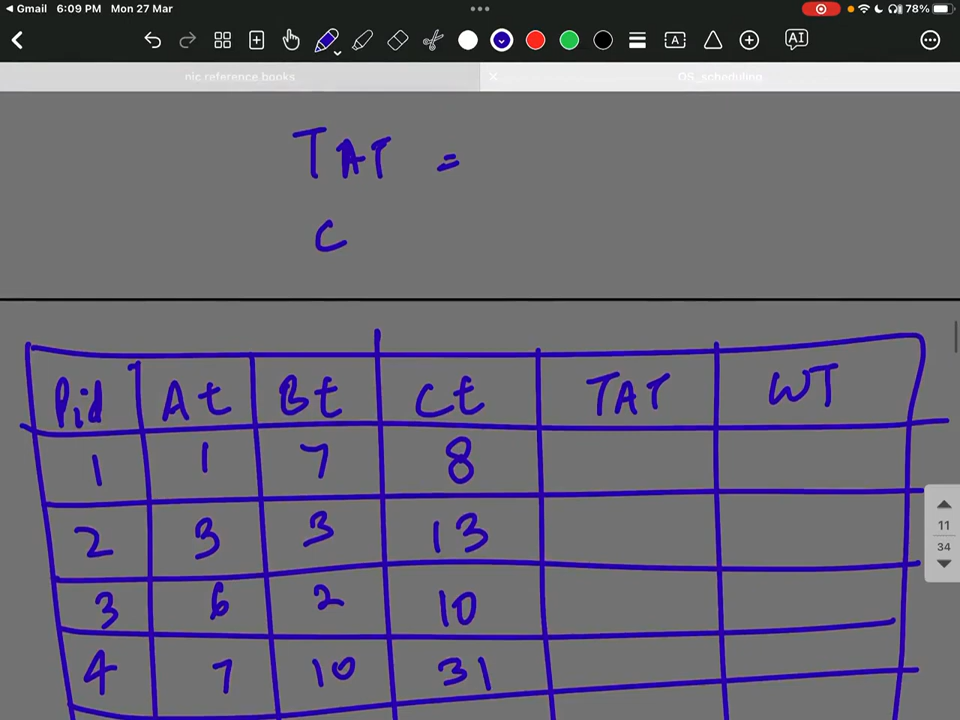 Gmail 6:09 PM Mon 27 Mar 78%
AI
nic reference books OS_scheduling
TAT =
C
Pid At Bt Ct TAT WT
1 1 7 8
2 3 3 13
3 6 2 10
4 7 10 31
11
34